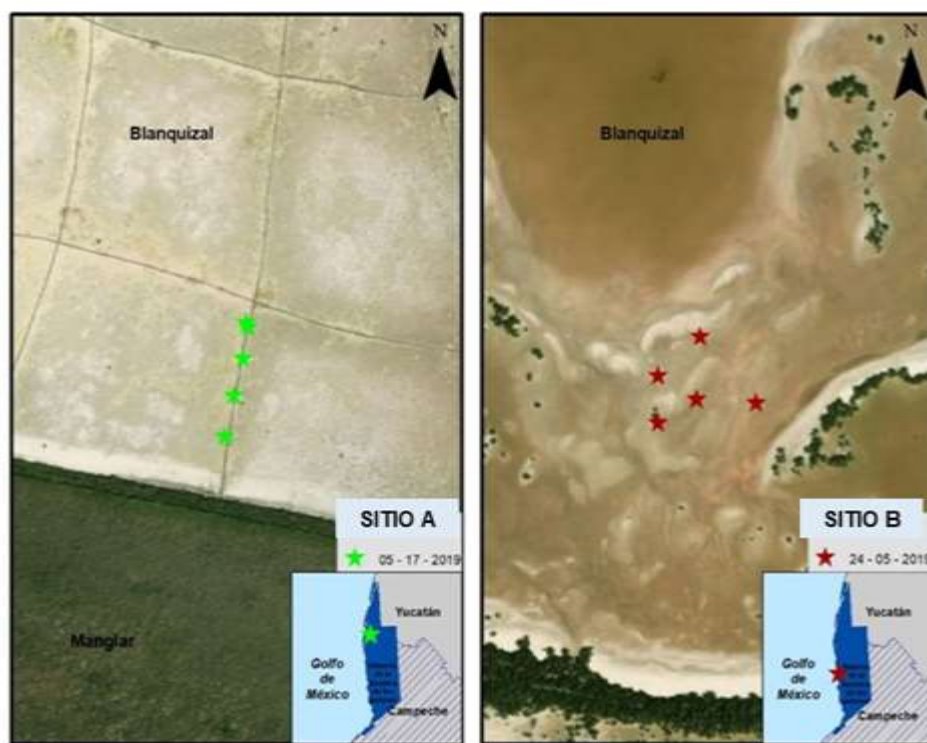 N
Blanquizal
SITIO A
05 - 17 - 2019
Manglar
Yucatán
Golfo
de
México
Campeche
N
Blanquizal
SITIO B
24 - 05 - 2019
Yucatán
Golfo
de
México
Campeche